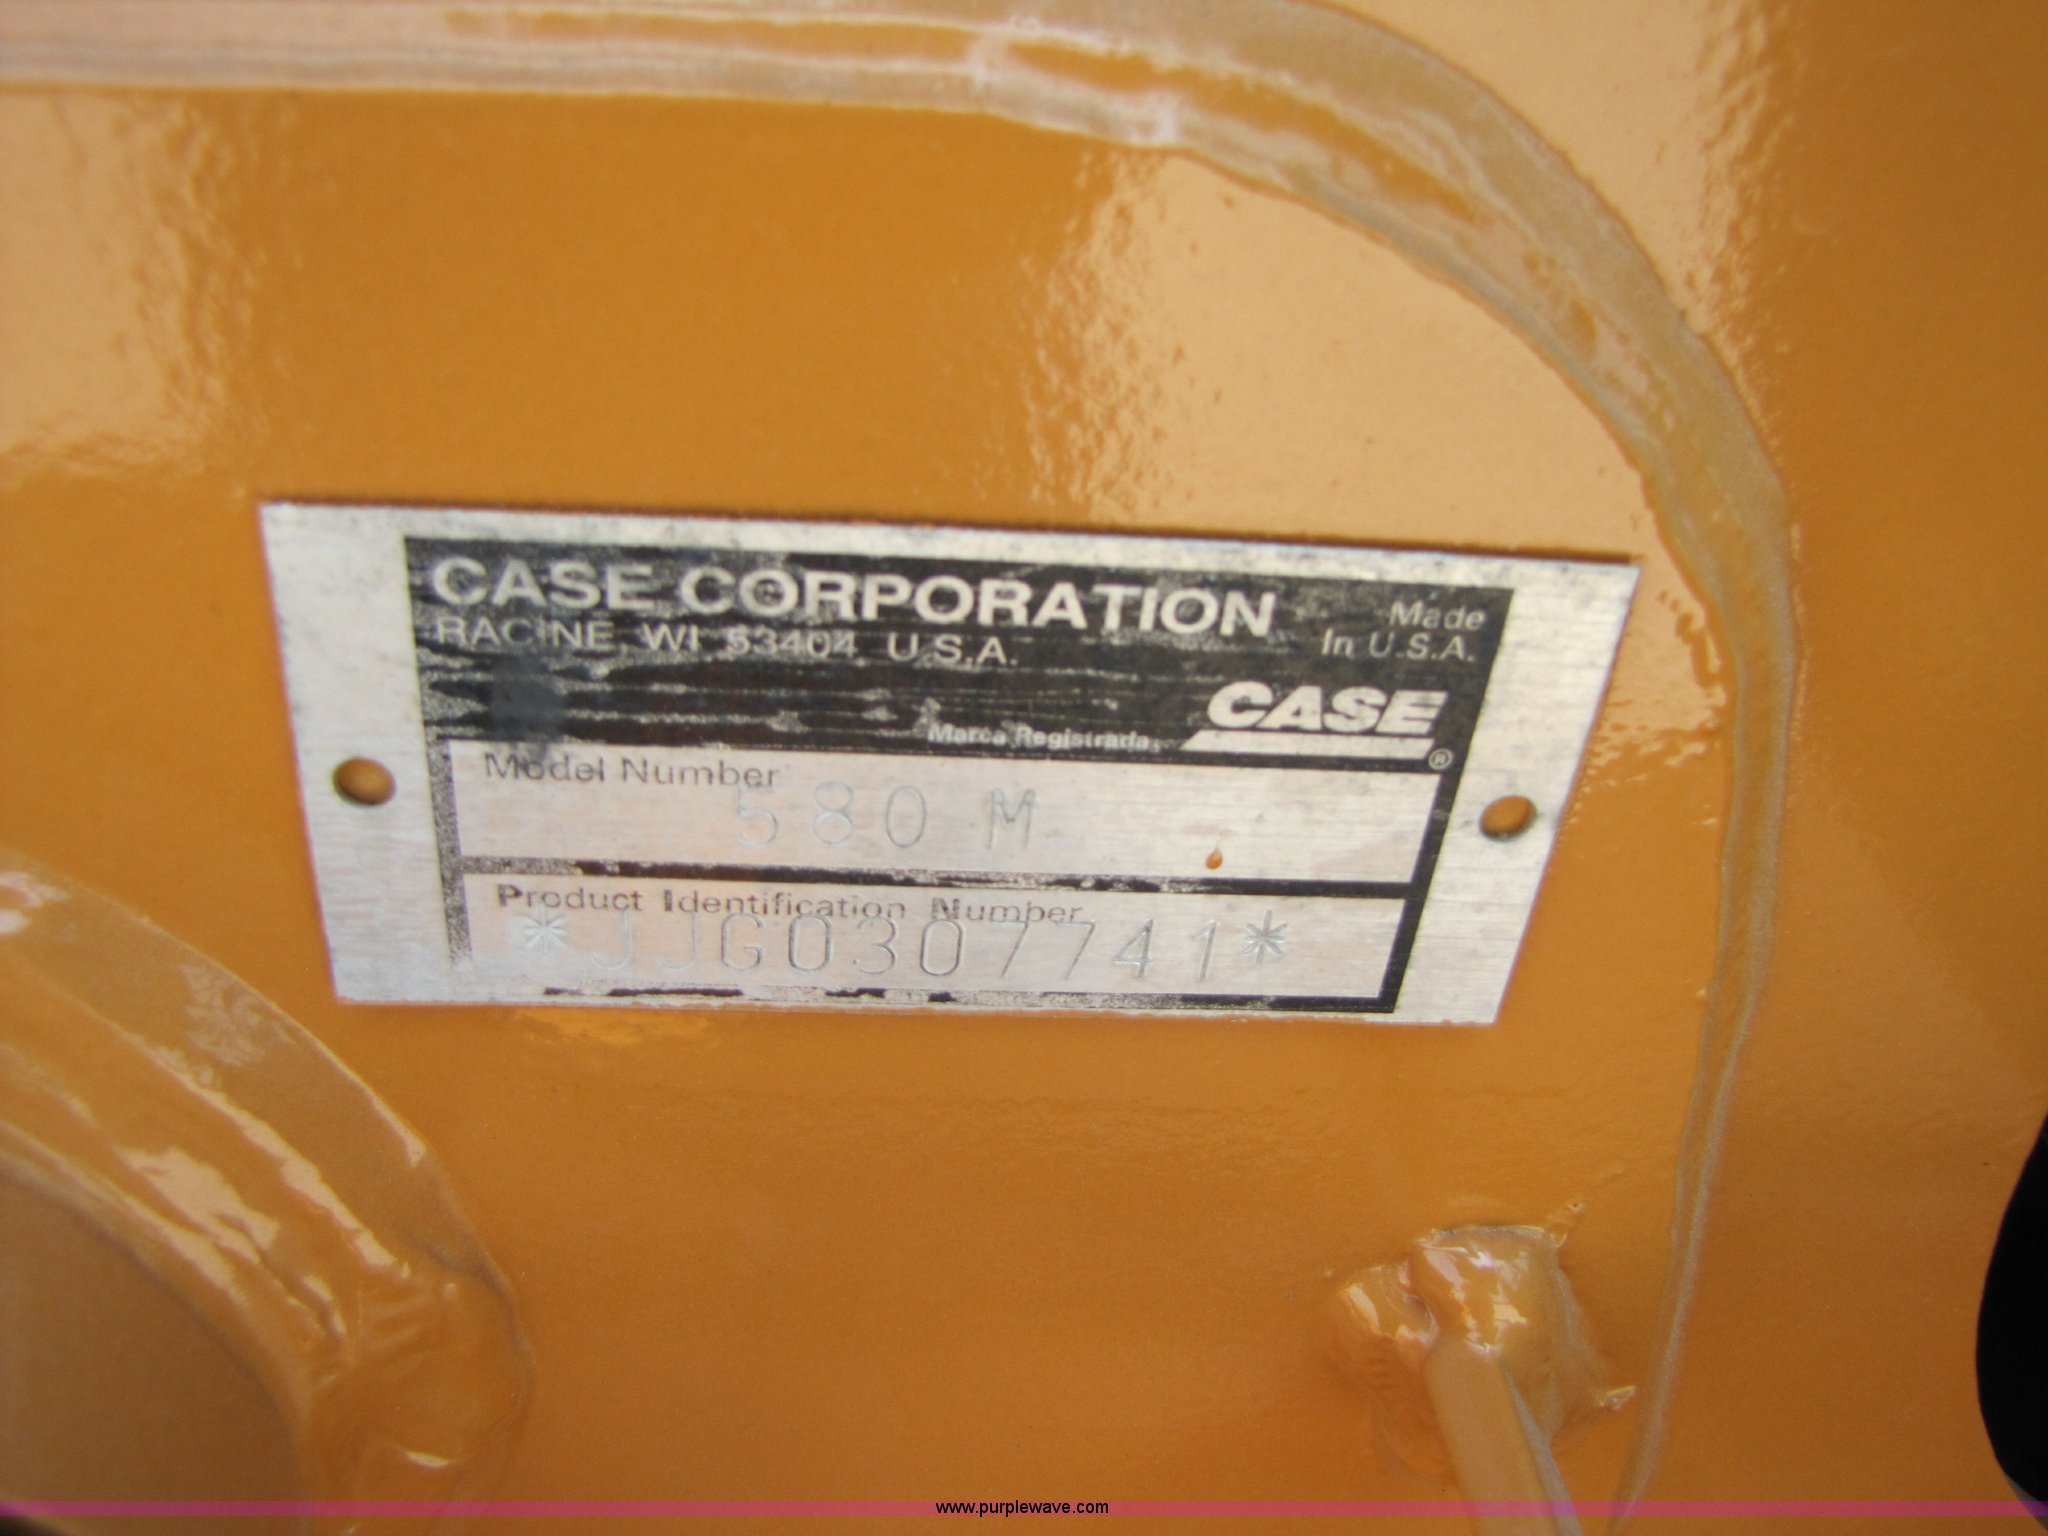 CASE CORPORATION
RACINE, WI 53404 U.S.A.
Made
In U.S.A.
CASE
Marca Registrada ®
Model Number
580 M
Product Identification Number
*JJG0307741*
www.purplewave.com